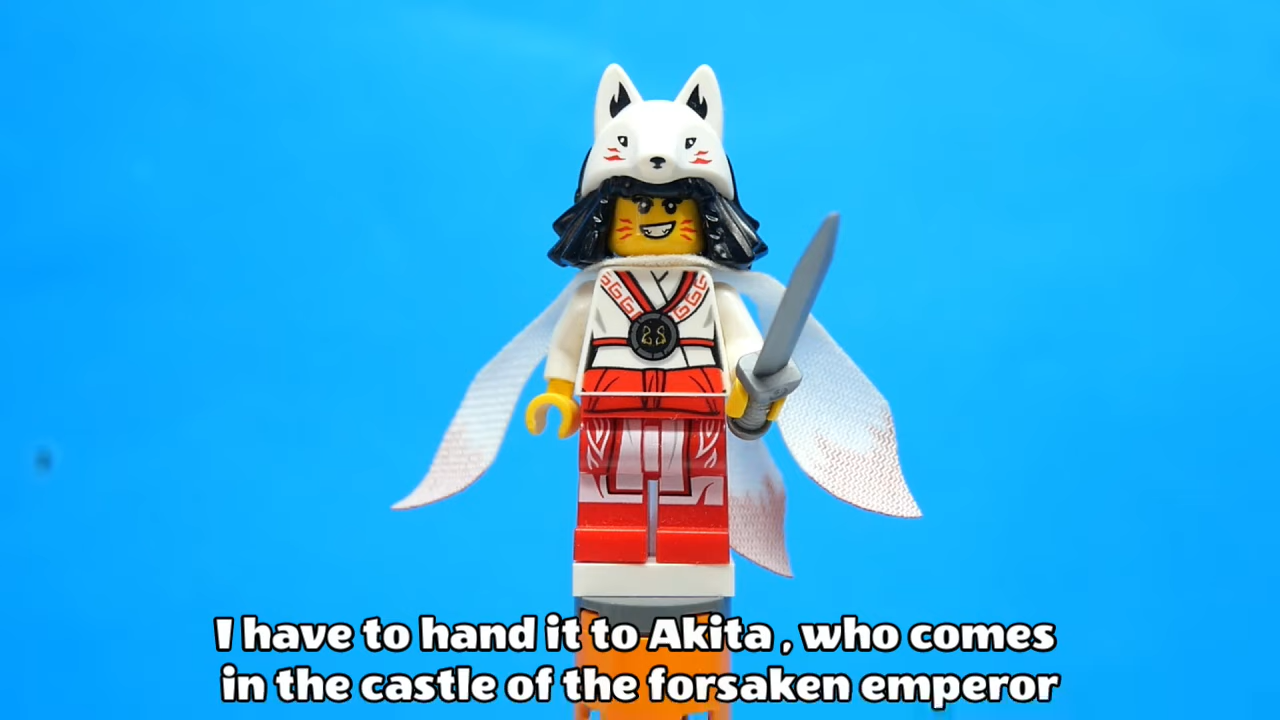 I have to hand it to Akita , who comes
in the castle of the forsaken emperor